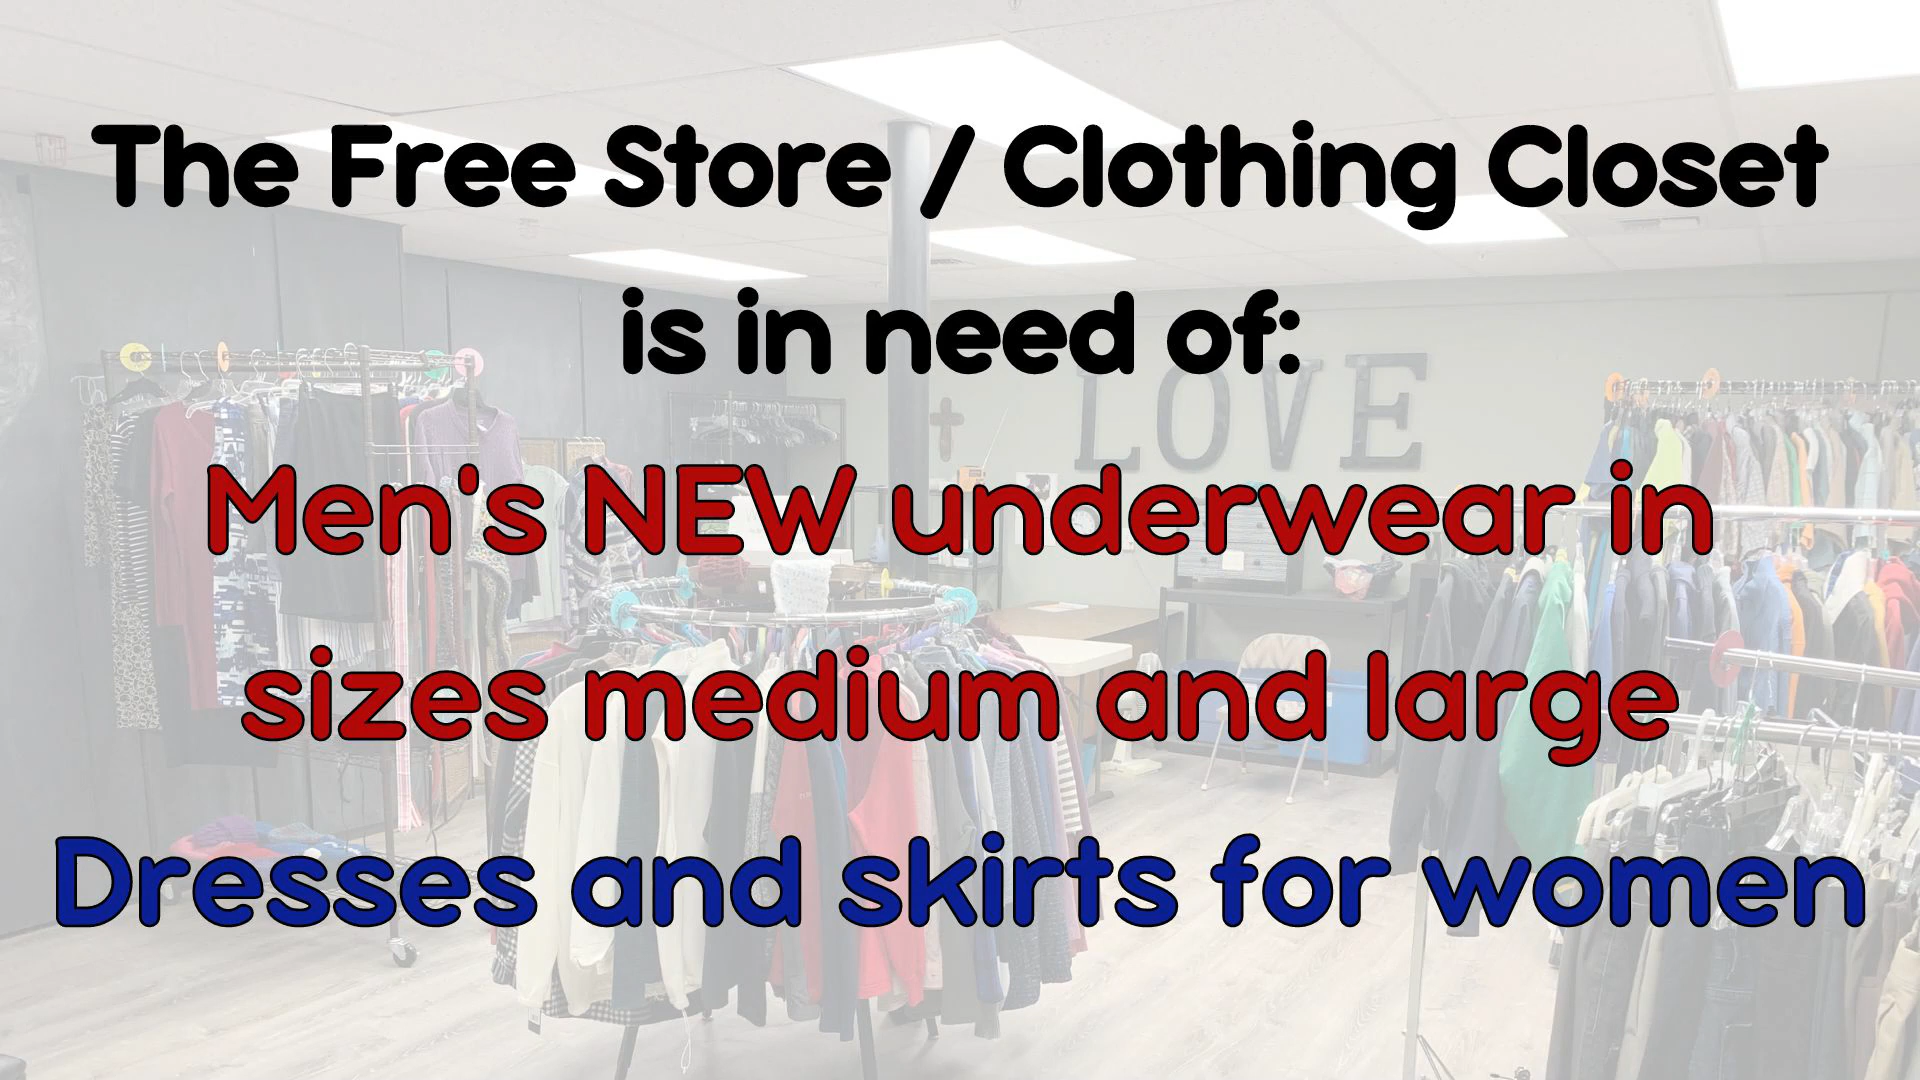 The Free Store / Clothing Closet
is in need of:
LOVE
Men's NEW underwear in
sizes medium and large
Dresses and skirts for women